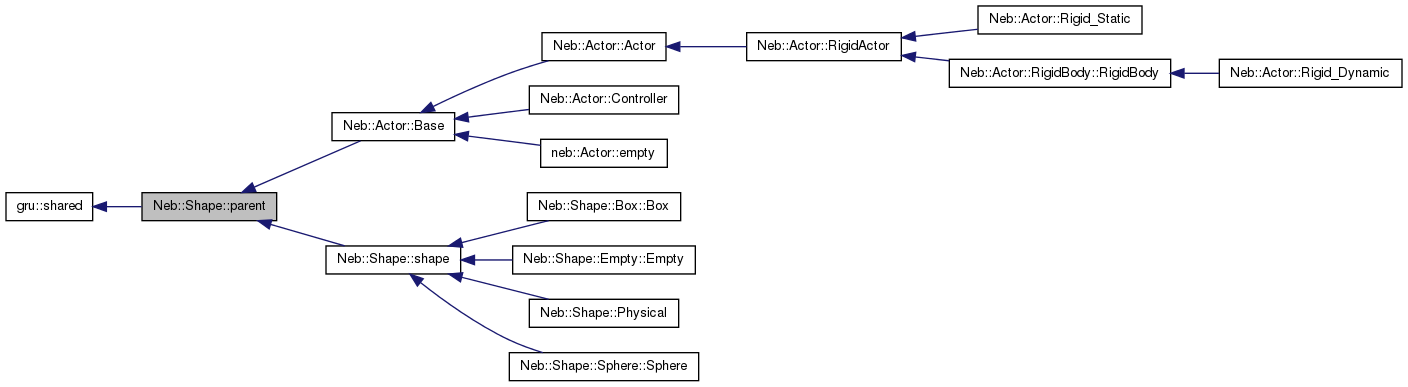 Neb::Actor::Rigid_Static
Neb::Actor::Actor
Neb::Actor::RigidActor
Neb::Actor::RigidBody::RigidBody
Neb::Actor::Rigid_Dynamic
Neb::Actor::Controller
Neb::Actor::Base
neb::Actor::empty
gru::shared
Neb::Shape::parent
Neb::Shape::Box::Box
Neb::Shape::shape
Neb::Shape::Empty::Empty
Neb::Shape::Physical
Neb::Shape::Sphere::Sphere